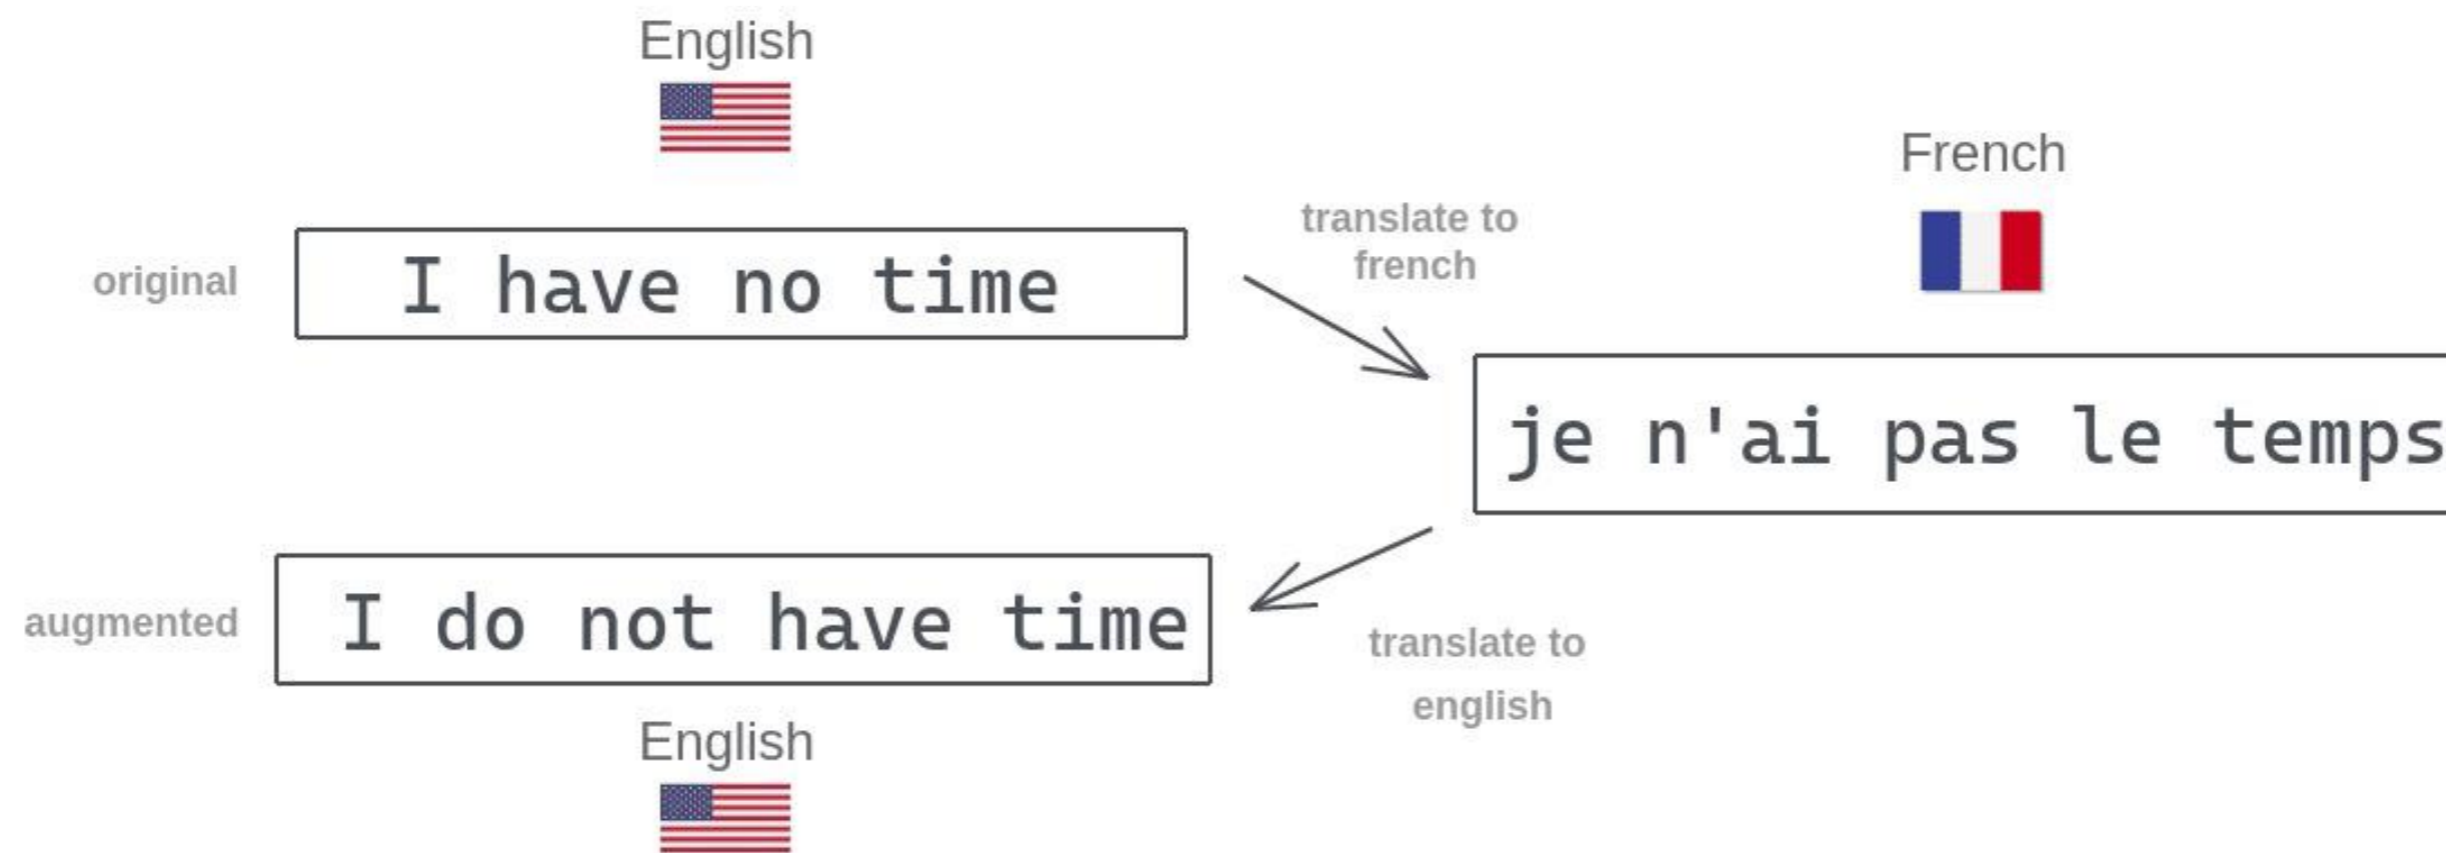 English
original
I have no time
translate to
french
French
je n'ai pas le temps
translate to
english
augmented
I do not have time
English